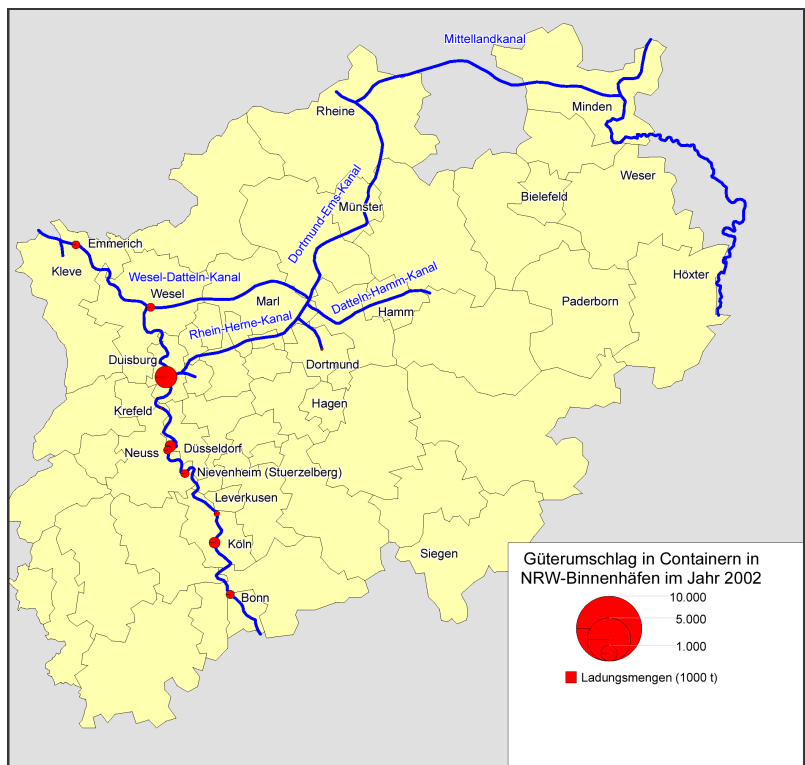 Mittellandkanal
Minden
Rheine
Weser
Bielefeld
Dortmund-Ems-Kanal
Münster
Emmerich
Kleve
Wesel-Datteln-Kanal
Datteln-Hamm-Kanal
Höxter
Wesel
Marl
Paderborn
Hamm
Rhein-Herne-Kanal
Duisburg
Dortmund
Krefeld
Hagen
Neuss
Düsseldorf
Nievenheim (Stuerzelberg)
Leverkusen
Köln
Siegen
Bonn
Güterumschlag in Containern in
NRW-Binnenhäfen im Jahr 2002
10.000
5.000
1.000
Ladungsmengen (1000 t)